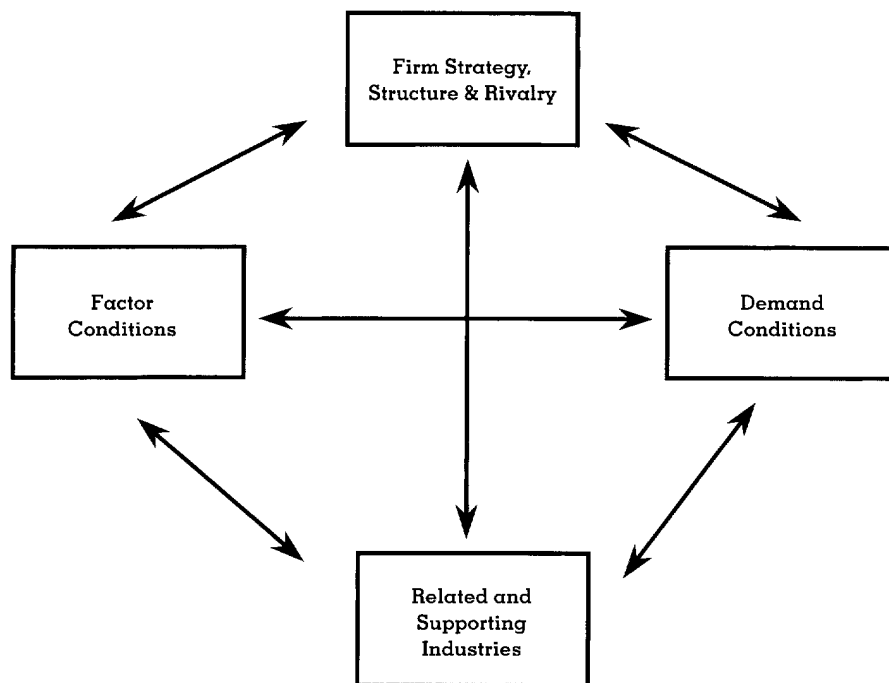 Firm Strategy,
Structure & Rivalry
Factor
Conditions
Demand
Conditions
Related and
Supporting
Industries